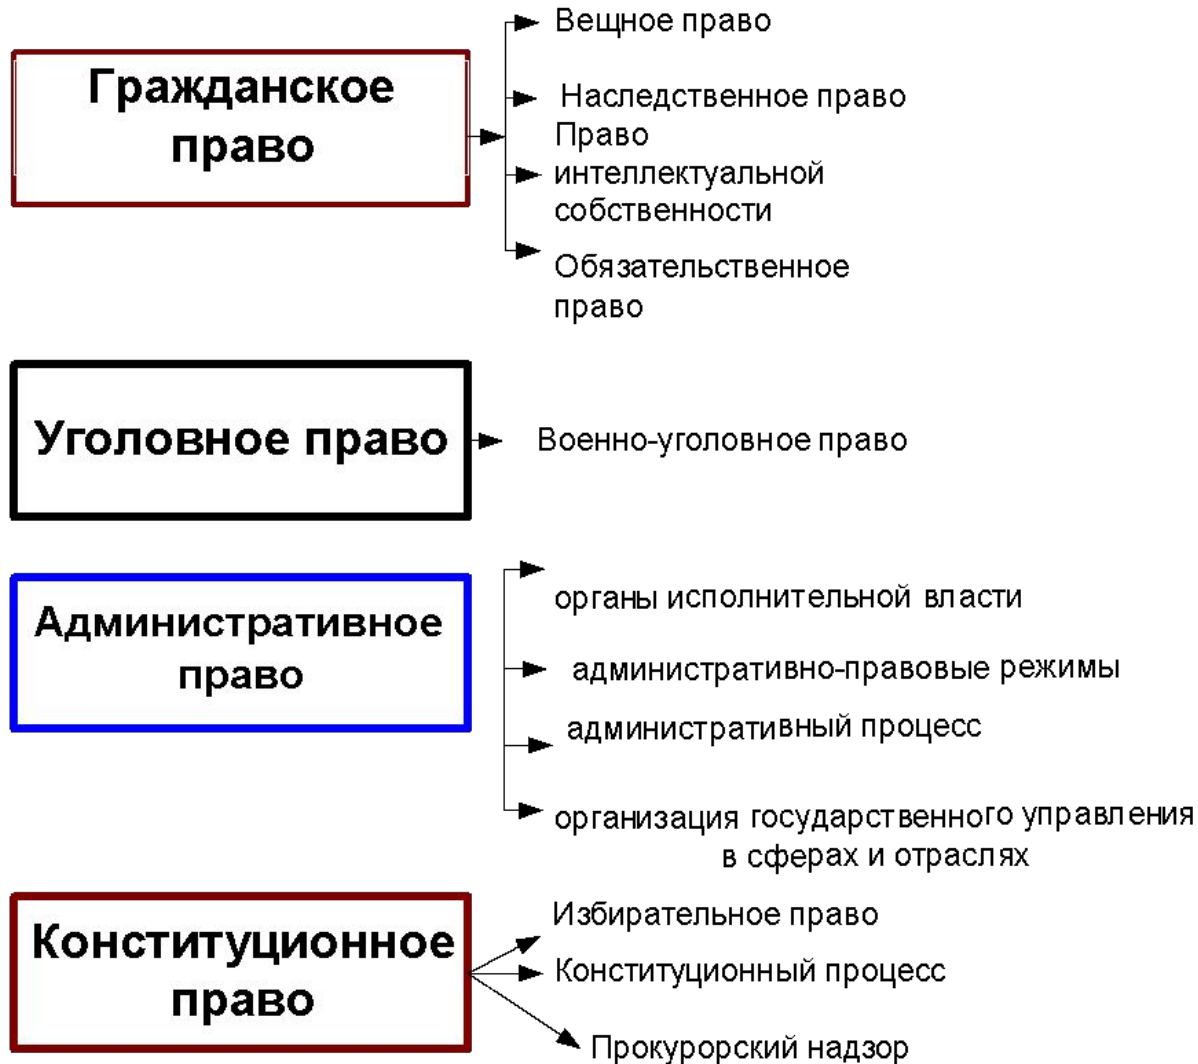 Гражданское
право
Вещное право
Наследственное право
Право
интеллектуальной
собственности
Обязательственное
право
Уголовное право
Военно-уголовное право
Административное
право
органы исполнительной власти
административно-правовые режимы
административный процесс
организация государственного управления
в сферах и отраслях
Конституционное
право
Избирательное право
Конституционный процесс
Прокурорский надзор